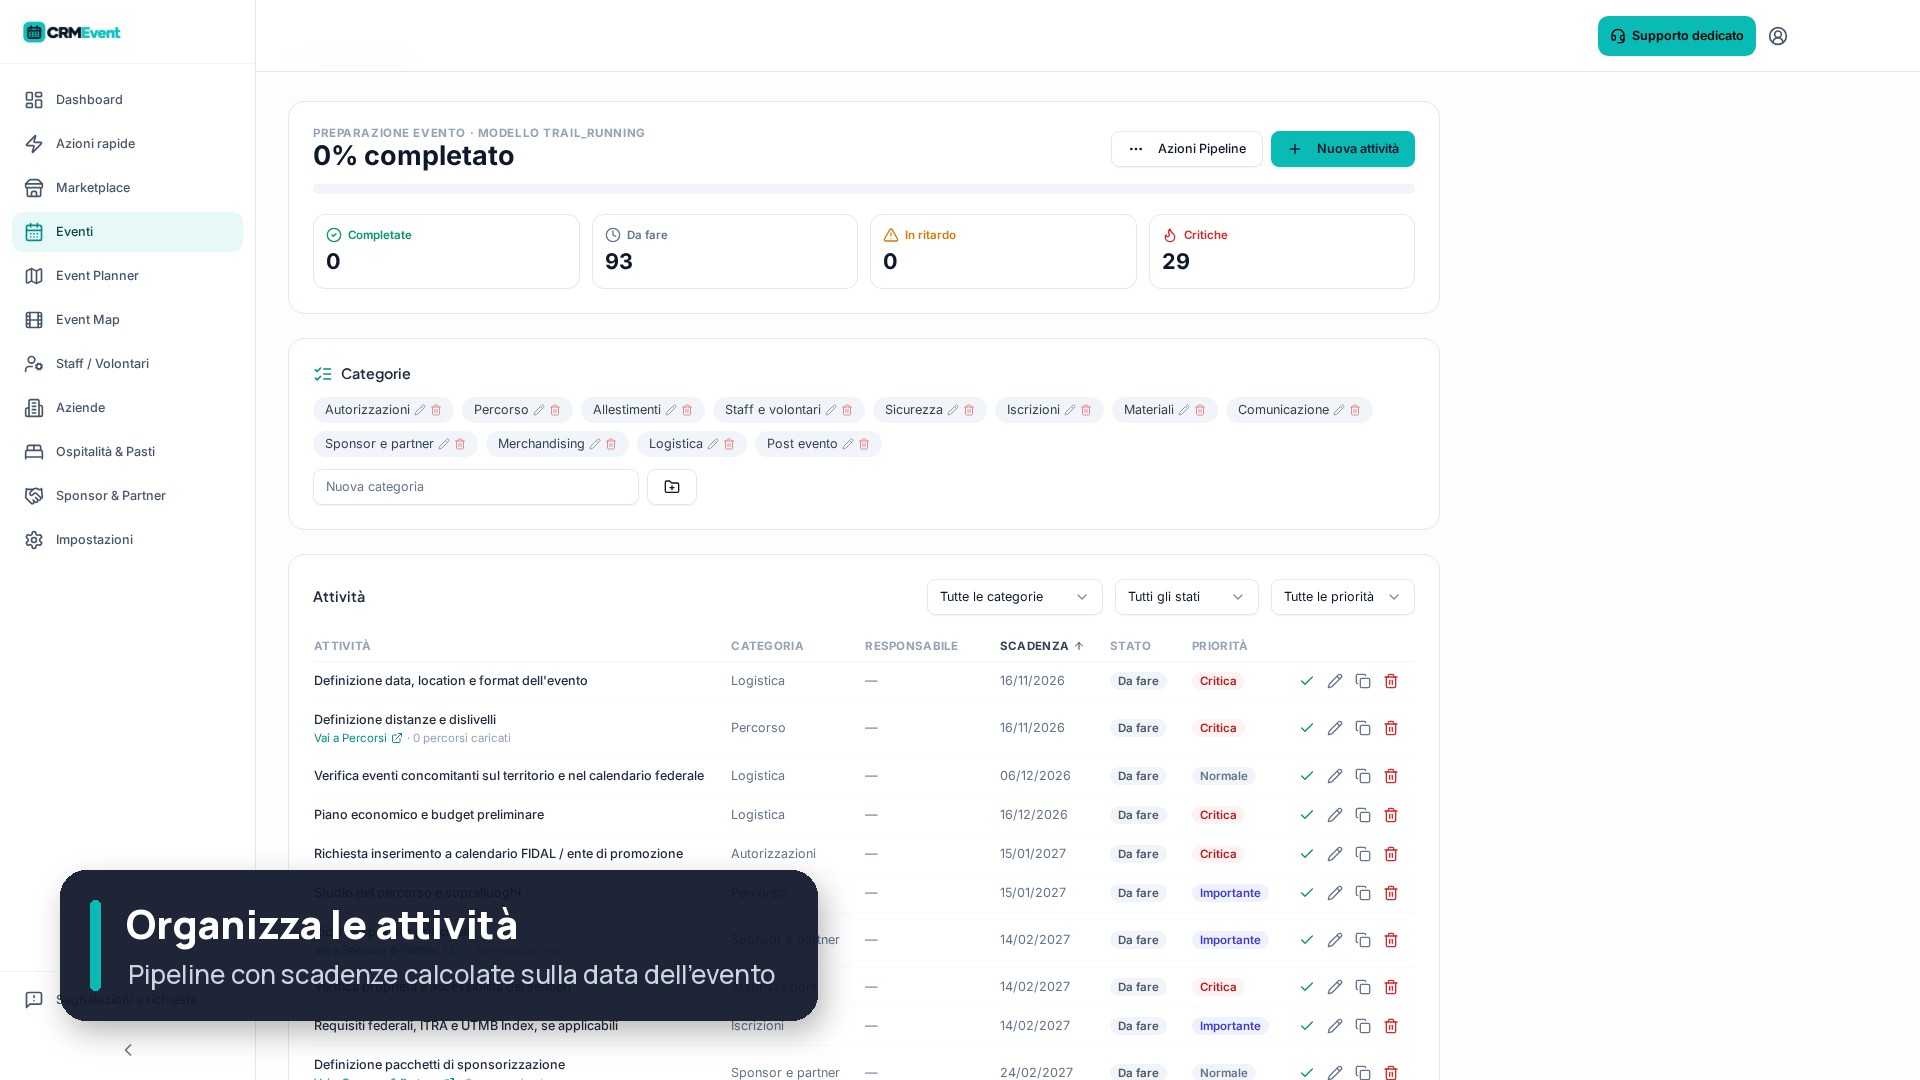 CRMEvent
Supporto dedicato
Dashboard
Azioni rapide
Marketplace
Eventi
Event Planner
Event Map
Staff / Volontari
Aziende
Ospitalità & Pasti
Sponsor & Partner
Impostazioni
Segnalazioni e richieste
PREPARAZIONE EVENTO · MODELLO TRAIL_RUNNING
0% completato
Azioni Pipeline
Nuova attività
Completate
0
Da fare
93
In ritardo
0
Critiche
29
Categorie
Autorizzazioni Percorso Allestimenti Staff e volontari Sicurezza Iscrizioni Materiali Comunicazione
Sponsor e partner Merchandising Logistica Post evento
Nuova categoria
Attività
Tutte le categorie Tutti gli stati Tutte le priorità
ATTIVITÀ CATEGORIA RESPONSABILE SCADENZA ↑ STATO PRIORITÀ
Definizione data, location e format dell'evento Logistica — 16/11/2026 Da fare Critica
Definizione distanze e dislivelli Percorso — 16/11/2026 Da fare Critica
Vai a Percorsi · 0 percorsi caricati
Verifica eventi concomitanti sul territorio e nel calendario federale Logistica — 06/12/2026 Da fare Normale
Piano economico e budget preliminare Logistica — 16/12/2026 Da fare Critica
Richiesta inserimento a calendario FIDAL / ente di promozione Autorizzazioni — 15/01/2027 Da fare Critica
Studio del percorso e sopralluoghi Percorso — 15/01/2027 Da fare Importante
Sponsor e partner — 14/02/2027 Da fare Importante
— 14/02/2027 Da fare Critica
Requisiti federali, ITRA e UTMB Index, se applicabili Iscrizioni — 14/02/2027 Da fare Importante
Definizione pacchetti di sponsorizzazione Sponsor e partner — 24/02/2027 Da fare Normale
Organizza le attività
Pipeline con scadenze calcolate sulla data dell'evento